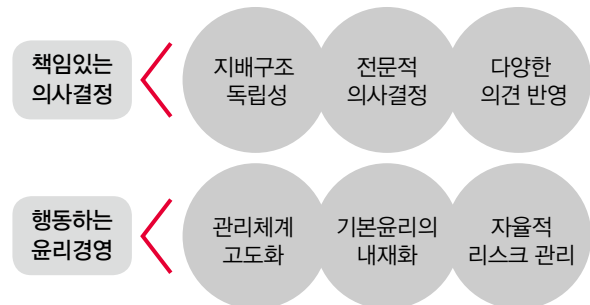 책임있는
의사결정
지배구조
독립성
전문적
의사결정
다양한
의견 반영
행동하는
윤리경영
관리체계
고도화
기본윤리의
내재화
자율적
리스크 관리